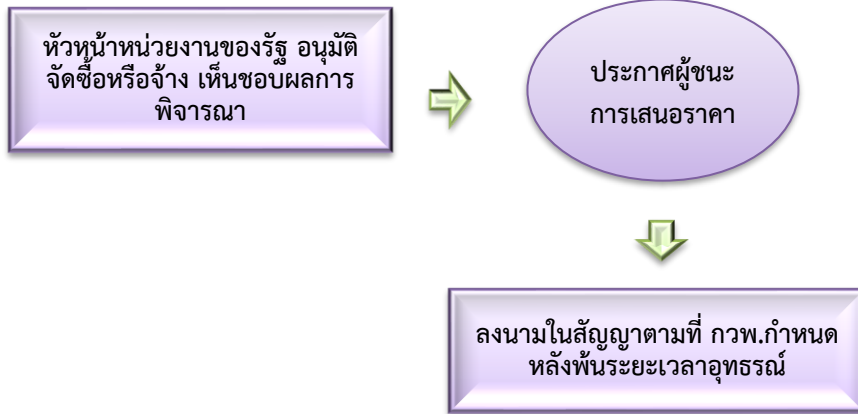 หัวหน้าหน่วยงานของรัฐ อนุมัติ
จัดซื้อหรือจ้าง เห็นชอบผลการ
พิจารณา
ประกาศผู้ชนะ
การเสนอราคา
ลงนามในสัญญาตามที่ กวพ.กำหนด
หลังพ้นระยะเวลาอุทธรณ์